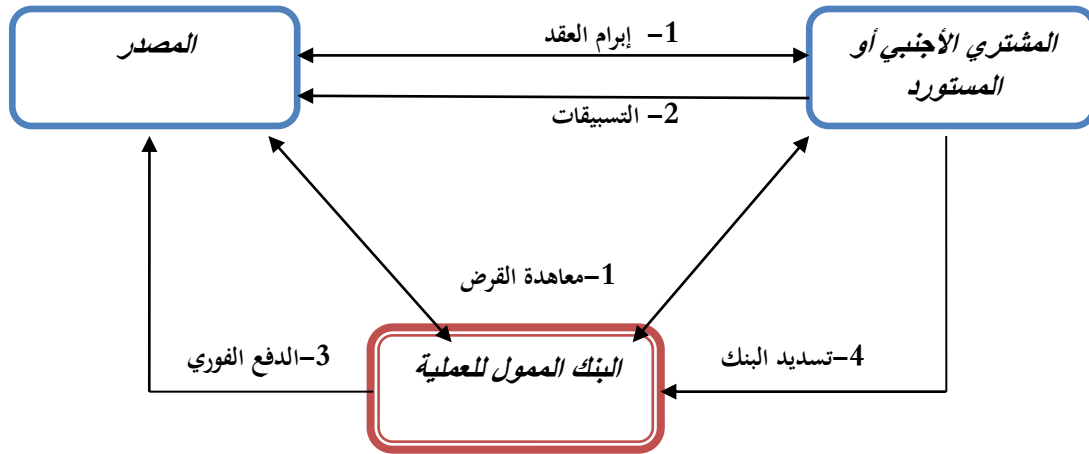 المصدر
1- إبرام العقد
المشتري الأجنبي أو
المستورد
2- التسبيقات
1-معاهدة القرض
3-الدفع الفوري
البنك الممول للعملية
4-تسديد البنك